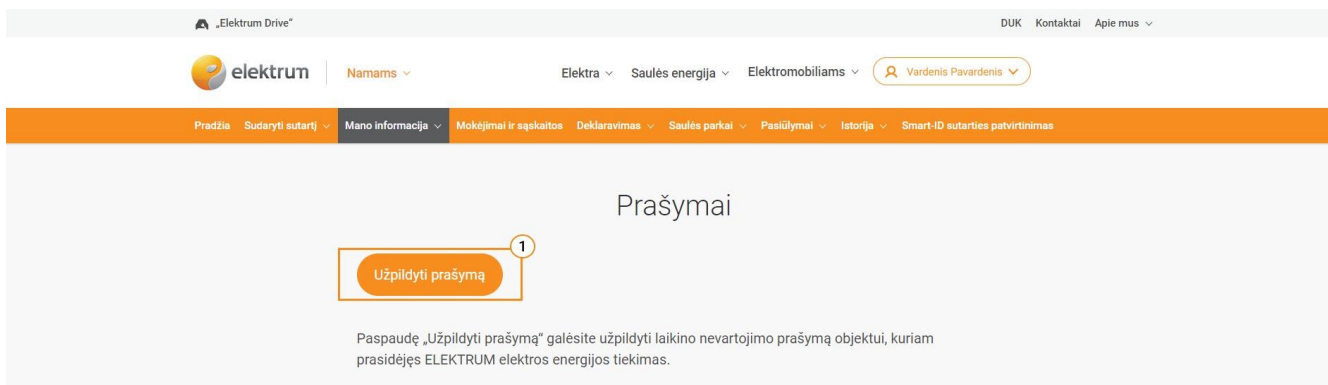 „Elektrum Drive“ DUK Kontaktai Apie mus
elektrum Namams Elektra Saulės energija Elektromobiliams Vardenis Pavardenis
Pradžia Sudaryti sutartį Mano informacija Mokėjimai ir sąskaitos Deklaravimas Saulės parkai Pasiūlymai Istorija Smart-ID sutarties patvirtinimas
Prašymai
1
Užpildyti prašymą
Paspaudę „Užpildyti prašymą“ galėsite užpildyti laikino nevartojimo prašymą objektui, kuriam
prasidėjęs ELEKTRUM elektros energijos tiekimas.